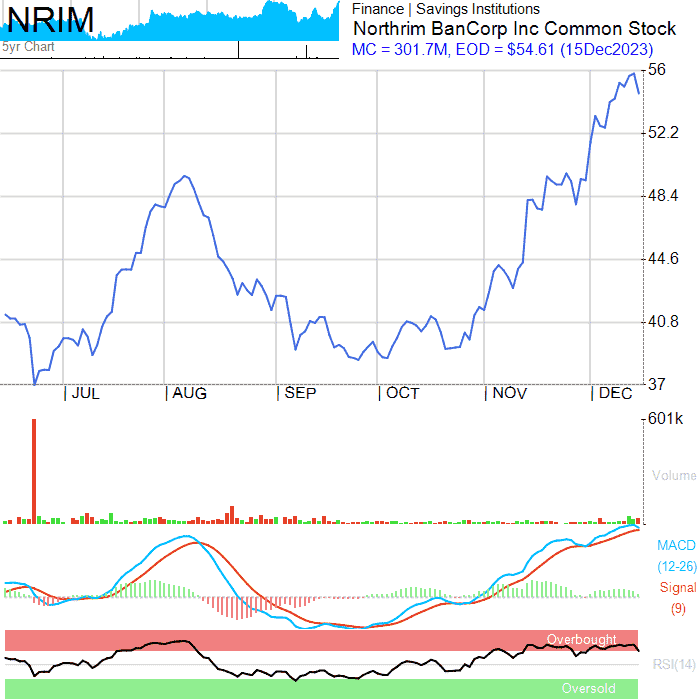 NRIM
5yr Chart
Finance | Savings Institutions
Northrim BanCorp Inc Common Stock
MC = 301.7M, EOD = $54.61 (15Dec2023)
56
52.2
48.4
44.6
40.8
37
JUL
AUG
SEP
OCT
NOV
DEC
601k
Volume
MACD
(12-26)
Signal
(9)
Overbought
RSI(14)
Oversold